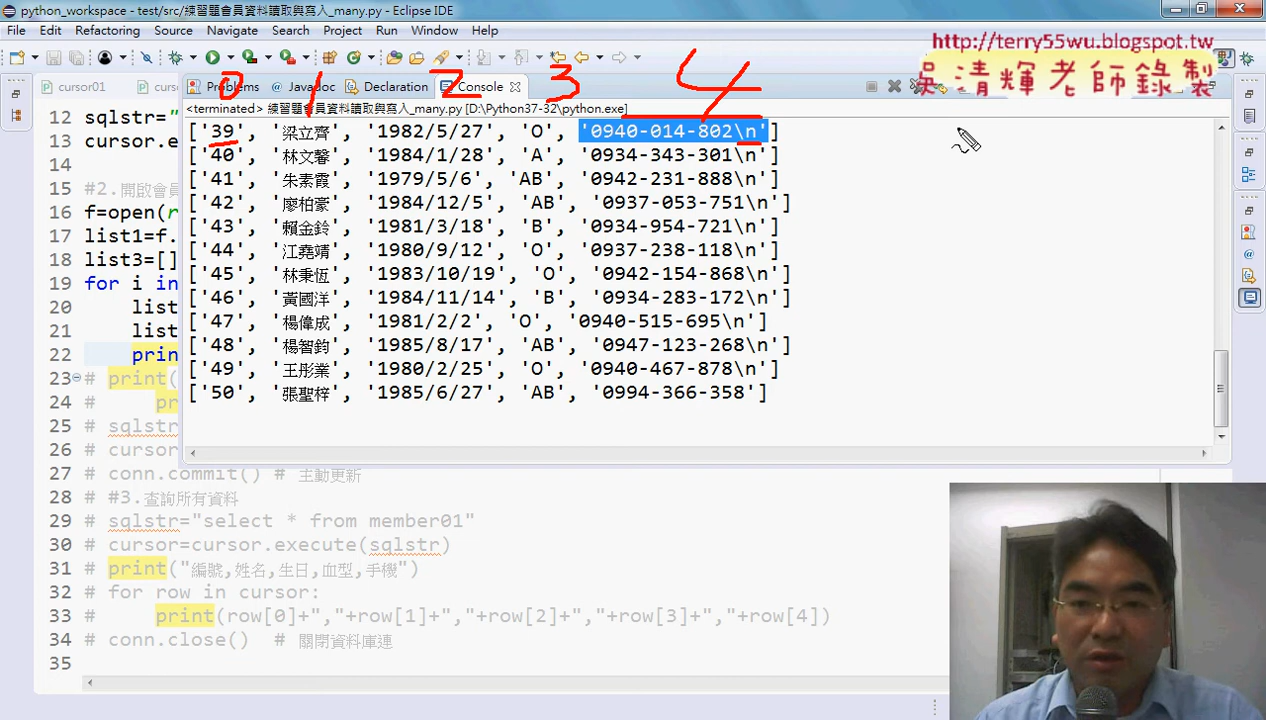 python_workspace - test/src/練習題會員資料讀取與寫入_many.py - Eclipse IDE
File Edit Refactoring Source Navigate Search Project Run Window Help
http://terry55wu.blogspot.tw
吳清輝老師錄製
0 1 2 3 4
cursor01
Problems @ Javadoc Declaration Console
<terminated> 練習題會員資料讀取與寫入_many.py [D:\Python37-32\python.exe]
['39', '梁立齊', '1982/5/27', 'O', '0940-014-802\n']
['40', '林文馨', '1984/1/28', 'A', '0934-343-301\n']
['41', '朱素霞', '1979/5/6', 'AB', '0942-231-888\n']
['42', '廖柏豪', '1984/12/5', 'AB', '0937-053-751\n']
['43', '賴金鈴', '1981/3/18', 'B', '0934-954-721\n']
['44', '江堯靖', '1980/9/12', 'O', '0937-238-118\n']
['45', '林秉恆', '1983/10/19', 'O', '0942-154-868\n']
['46', '黃國洋', '1984/11/14', 'B', '0934-283-172\n']
['47', '楊偉成', '1981/2/2', 'O', '0940-515-695\n']
['48', '楊智鈞', '1985/8/17', 'AB', '0947-123-268\n']
['49', '王彤業', '1980/2/25', 'O', '0940-467-878\n']
['50', '張聖梓', '1985/6/27', 'AB', '0994-366-358']
12 sqlstr="
13 cursor.e
14
15 #2.開啟會員
16 f=open(r
17 list1=f.
18 list3=[]
19 for i in
20 list
21 list
22 prin
23 # print(
24 # pr
25 # sqlstr
26 # cursor
27 # conn.commit() # 主動更新
28 # #3.查詢所有資料
29 # sqlstr="select * from member01"
30 # cursor=cursor.execute(sqlstr)
31 # print("編號,姓名,生日,血型,手機")
32 # for row in cursor:
33 # print(row[0]+","+row[1]+","+row[2]+","+row[3]+","+row[4])
34 # conn.close() # 關閉資料庫連
35